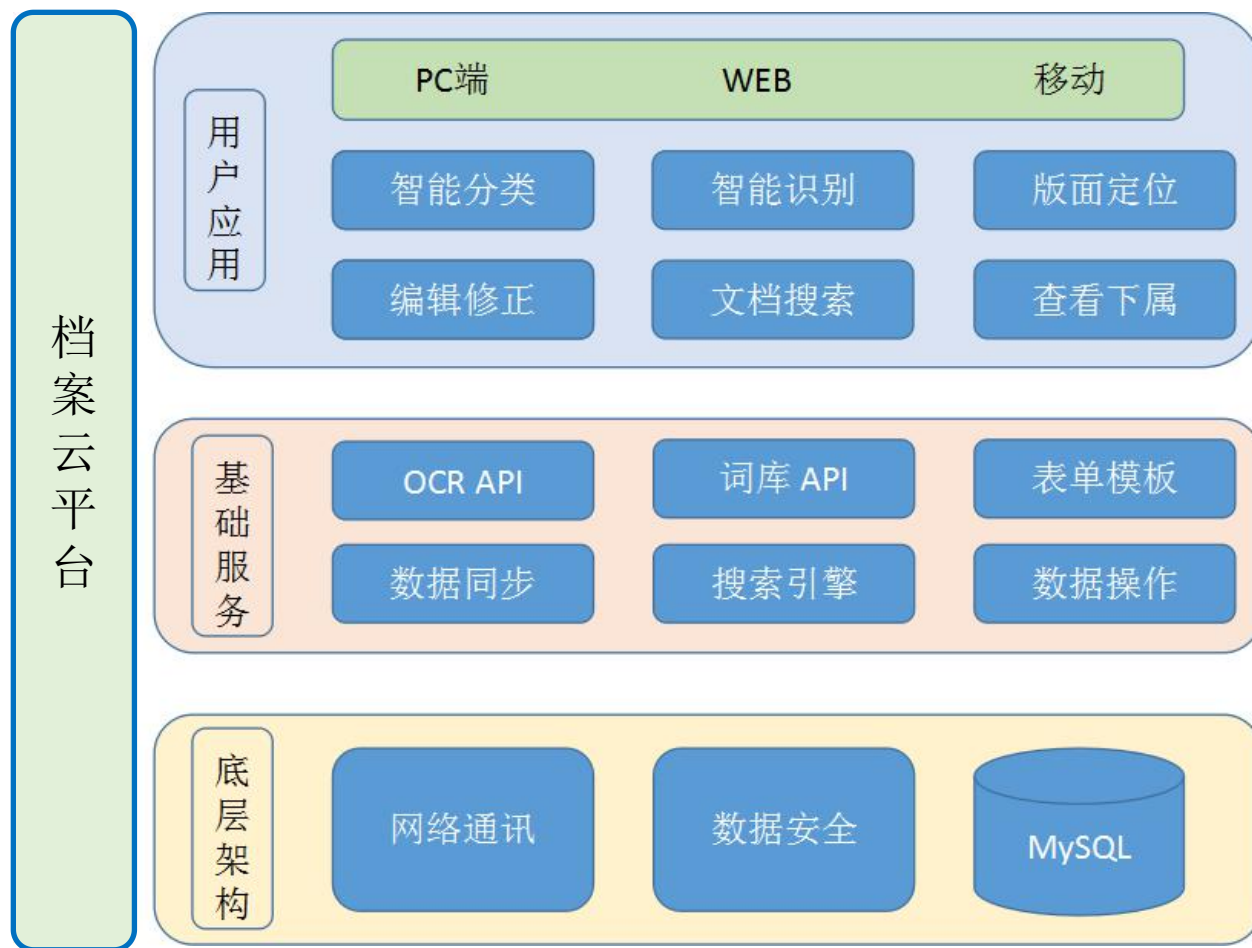 档案云平台
用户应用
PC端 WEB 移动
智能分类 智能识别 版面定位
编辑修正 文档搜索 查看下属
基础服务
OCR API 词库 API 表单模板
数据同步 搜索引擎 数据操作
底层架构
网络通讯 数据安全 MySQL